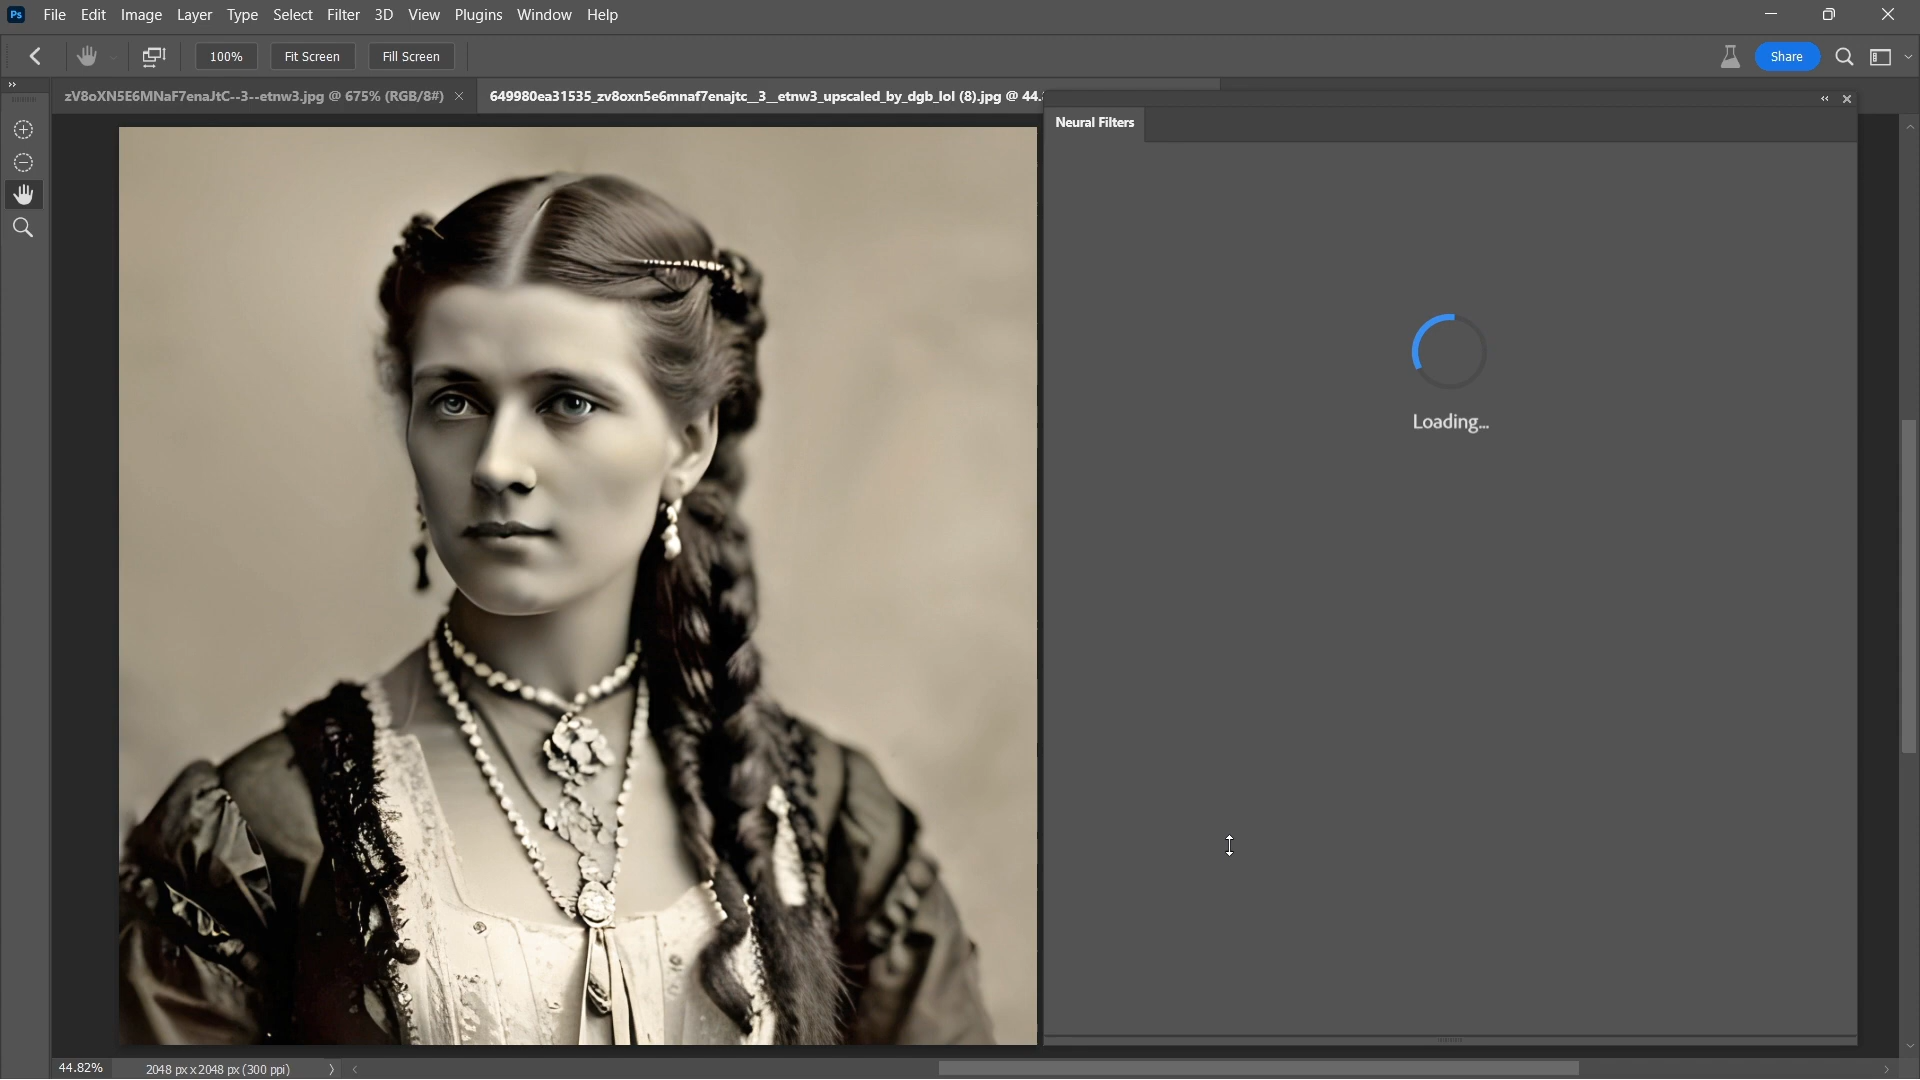 Ps File Edit Image Layer Type Select Filter 3D View Plugins Window Help
100% Fit Screen Fill Screen Share
zV8oXN5E6MNaF7enaJtC--3--etnw3.jpg @ 675% (RGB/8#) 649980ea31535_zv8oxn5e6mnaf7enajtc__3__etnw3_upscaled_by_dgb_lol (8).jpg @ 44.
Neural Filters
Loading...
44.82% 2048 px x 2048 px (300 ppi)